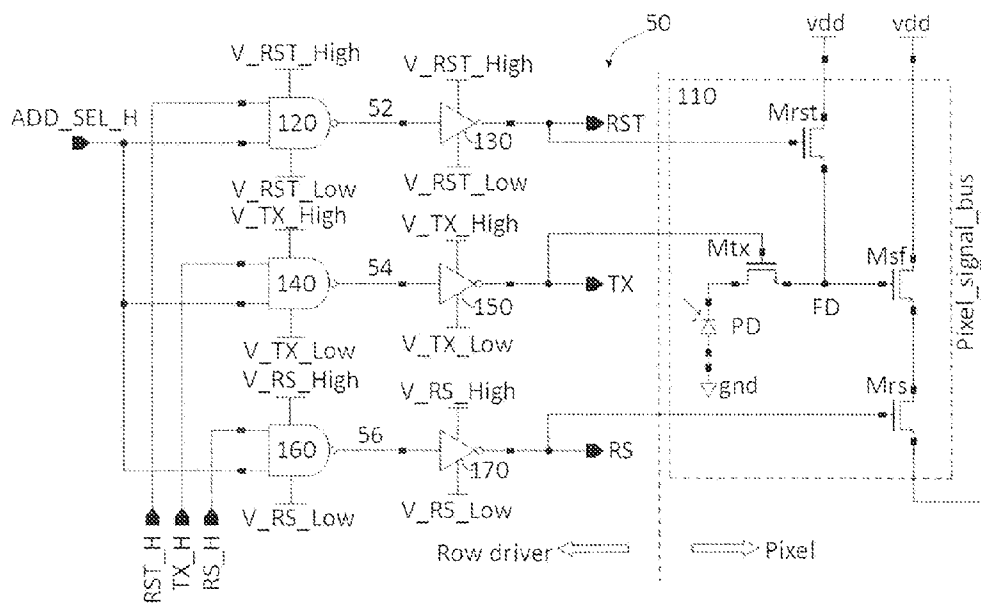 50
vdd
vdd
V_RST_High
V_RST_High
110
Mrst
ADD_SEL_H
120
52
130
RST
V_RST_Low
V_RST_Low
V_TX_High
V_TX_High
Mtx
Msf
140
54
150
TX
FD
PD
V_TX_Low
V_TX_Low
gnd
V_RS_High
V_RS_High
Mrs
160
56
170
RS
V_RS_Low
V_RS_Low
Pixel_signal_bus
Row driver
Pixel
RST_H
TX_H
RS_H